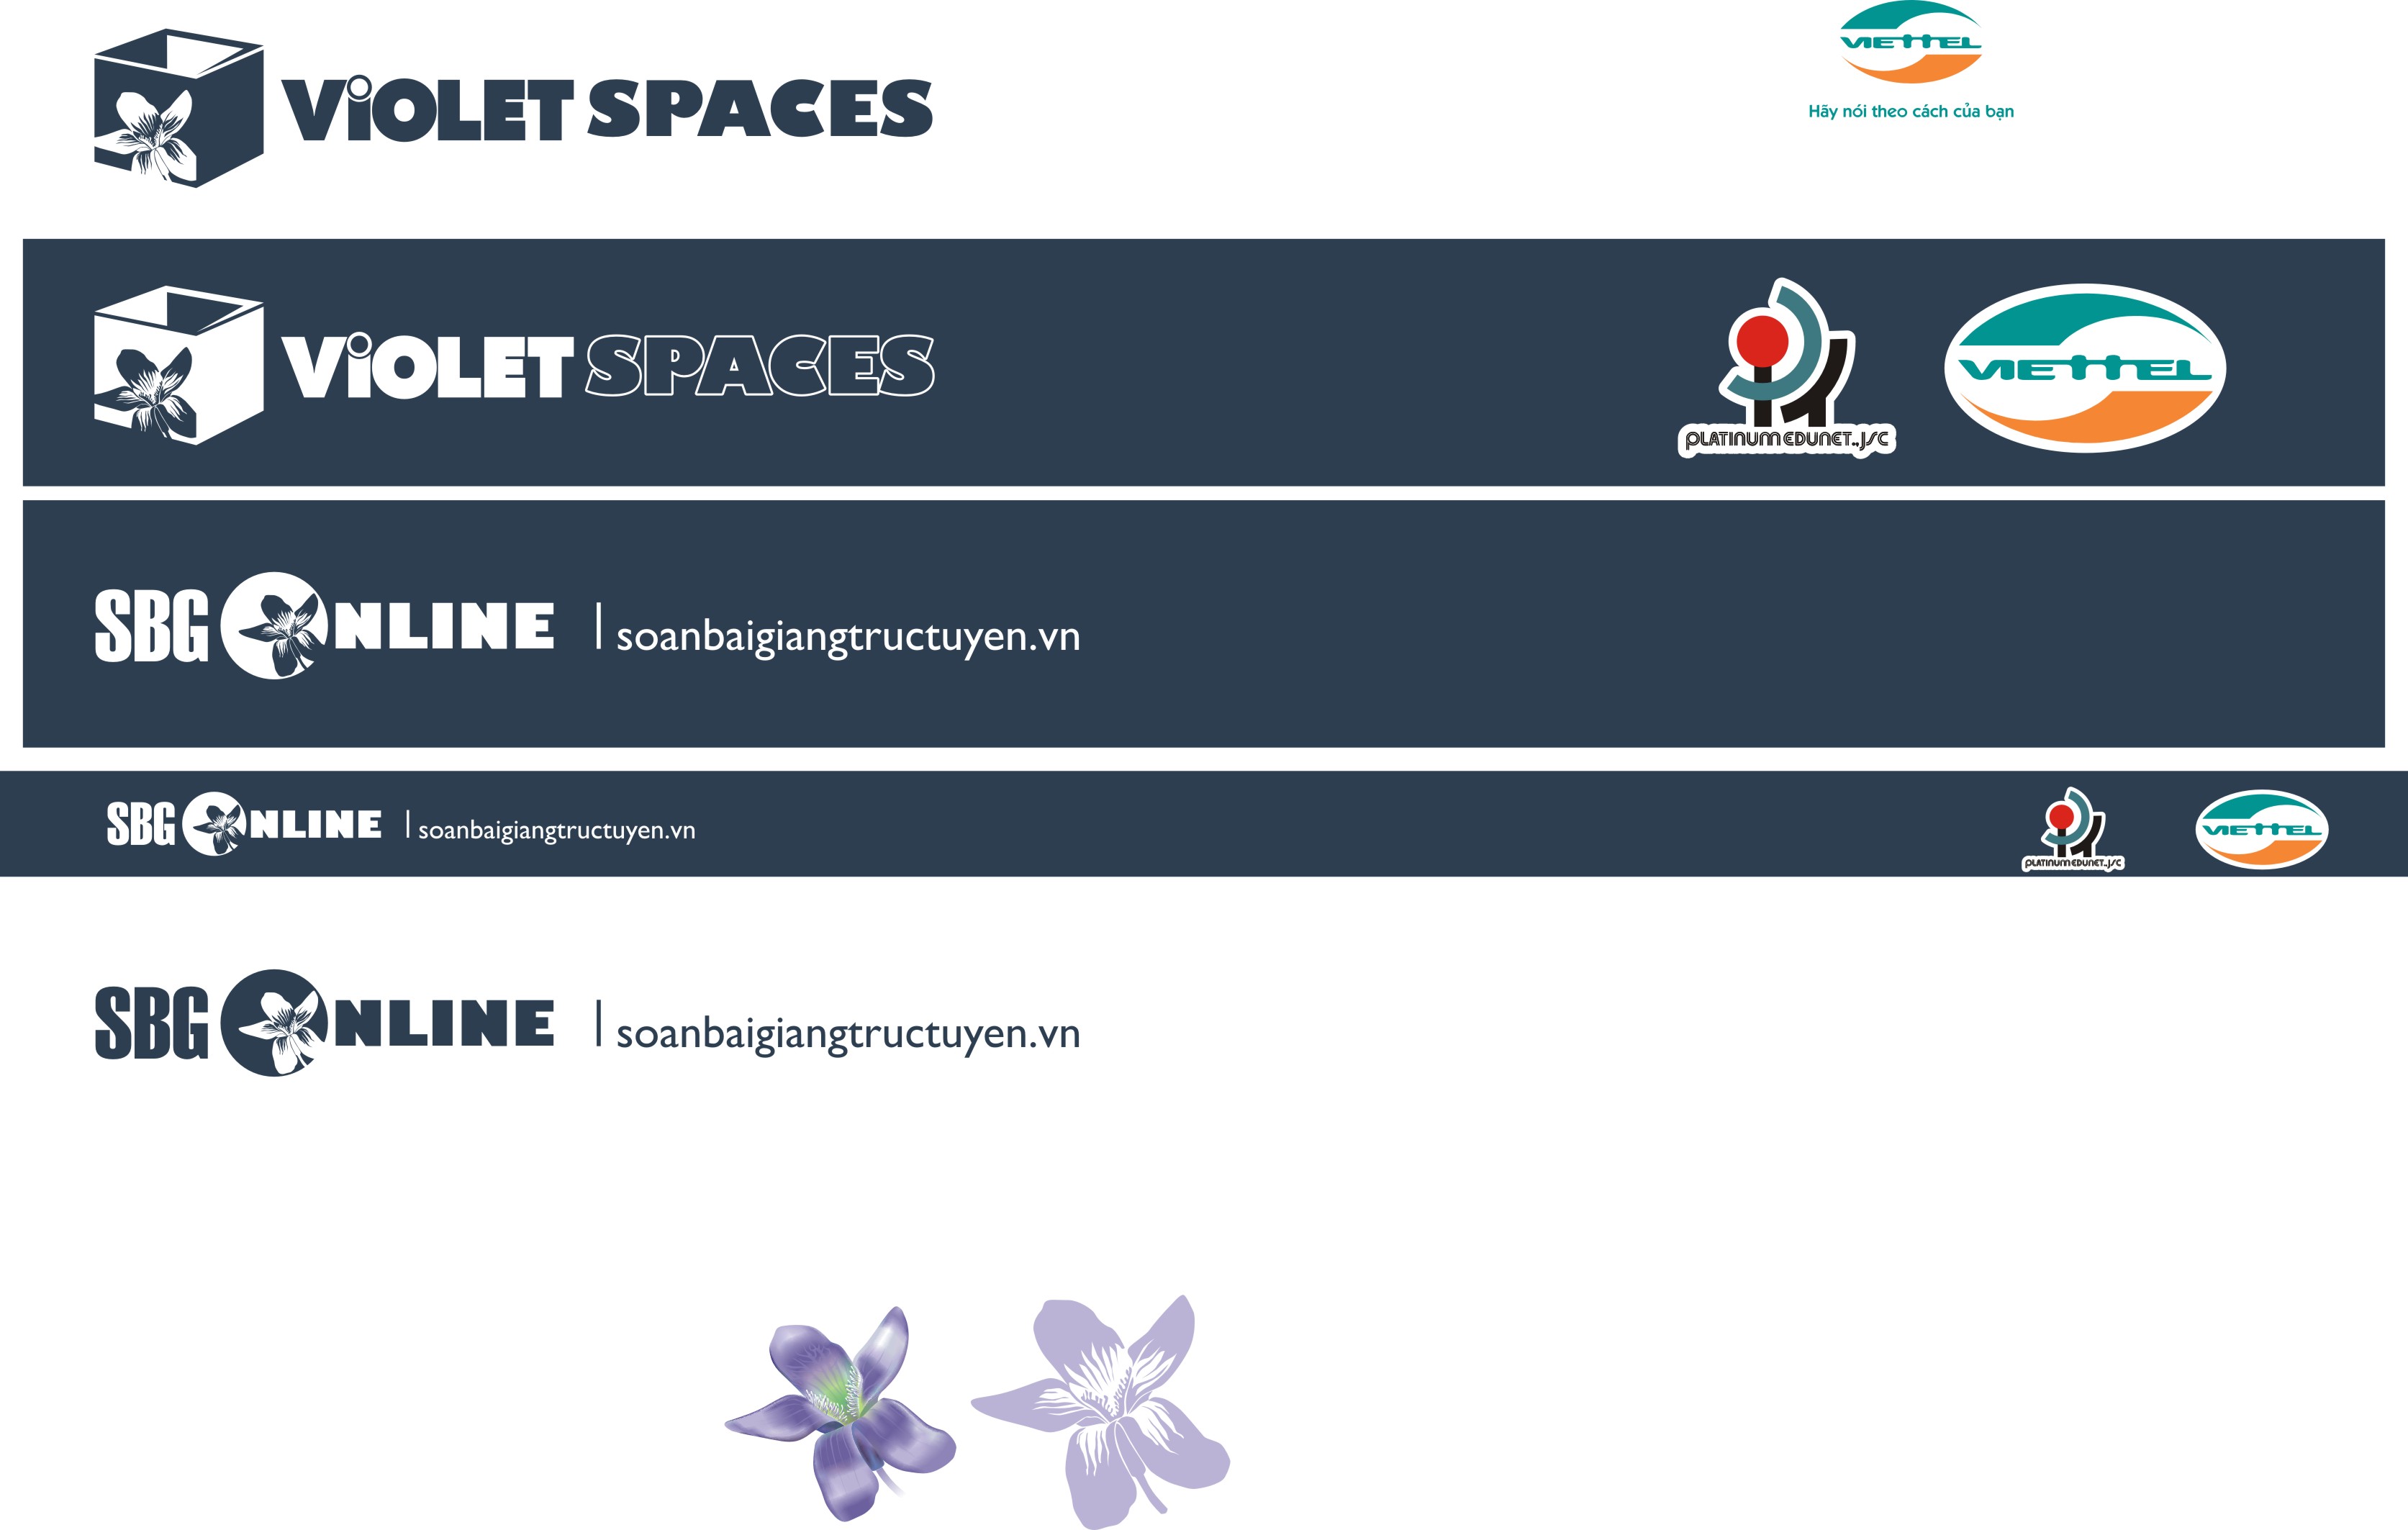 ViOLET SPACES
VIETTEL
Hãy nói theo cách của bạn
ViOLET SPACES
PLATINUM EDUNET.,JSC
VIETTEL
SBG ONLINE | soanbaigiangtructuyen.vn
SBG ONLINE | soanbaigiangtructuyen.vn
PLATINUM EDUNET.,JSC
VIETTEL
SBG ONLINE | soanbaigiangtructuyen.vn